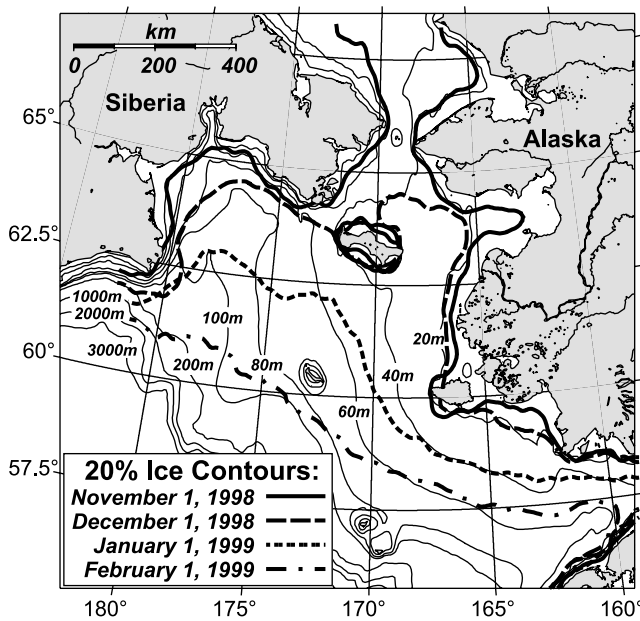 km
0 200 400
Siberia
Alaska
65°
62.5°
60°
57.5°
1000m
2000m
3000m
100m
200m
80m
60m
40m
20m
20% Ice Contours:
November 1, 1998
December 1, 1998
January 1, 1999
February 1, 1999
180° 175° 170° 165° 160°